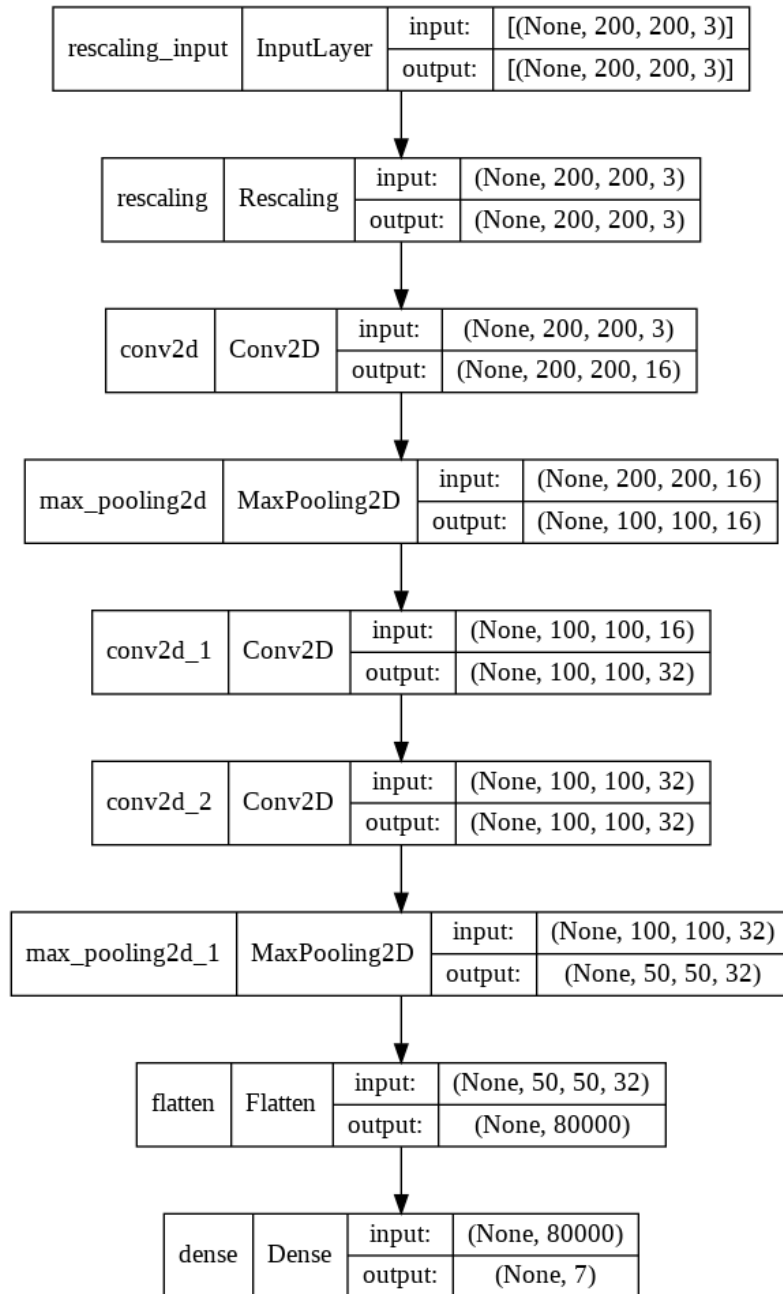 rescaling_input InputLayer input: [(None, 200, 200, 3)]
output: [(None, 200, 200, 3)]
rescaling Rescaling input: (None, 200, 200, 3)
output: (None, 200, 200, 3)
conv2d Conv2D input: (None, 200, 200, 3)
output: (None, 200, 200, 16)
max_pooling2d MaxPooling2D input: (None, 200, 200, 16)
output: (None, 100, 100, 16)
conv2d_1 Conv2D input: (None, 100, 100, 16)
output: (None, 100, 100, 32)
conv2d_2 Conv2D input: (None, 100, 100, 32)
output: (None, 100, 100, 32)
max_pooling2d_1 MaxPooling2D input: (None, 100, 100, 32)
output: (None, 50, 50, 32)
flatten Flatten input: (None, 50, 50, 32)
output: (None, 80000)
dense Dense input: (None, 80000)
output: (None, 7)